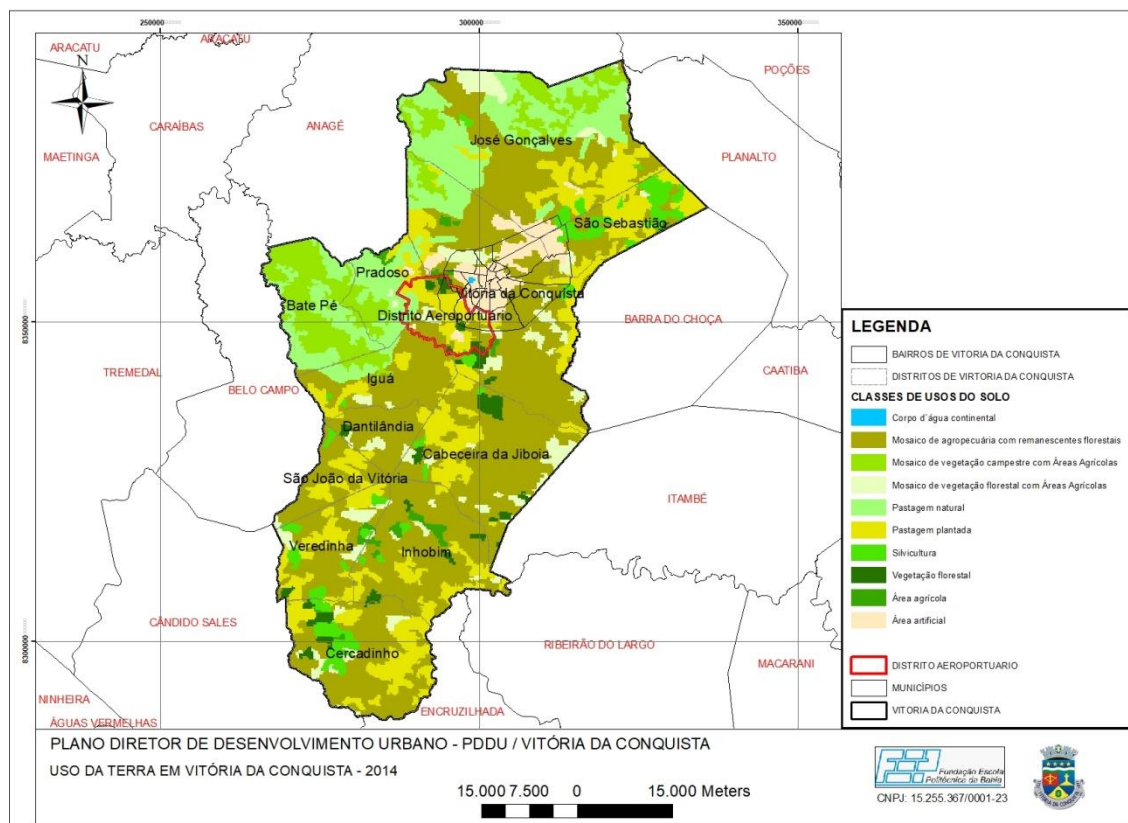 250000
300000
350000
ARACATU
ARACATU
N
POÇÕES
CARAÍBAS
ANAGÉ
José Gonçalves
MAETINGA
PLANALTO
São Sebastião
Pradoso
Bate Pé
Vitória da Conquista
Distrito Aeroportuário
8350000
8350000
BARRA DO CHOÇA
TREMEDAL
BELO CAMPO
Iguá
CAATIBA
Dantilândia
Cabeceira da Jiboia
São João da Vitória
ITAMBÉ
Veredinha
Inhobim
CÂNDIDO SALES
8300000
8300000
RIBEIRÃO DO LARGO
Cercadinho
MACARANI
NINHEIRA
ÁGUAS VERMELHAS
ENCRUZILHADA
LEGENDA
BAIRROS DE VITORIA DA CONQUISTA
DISTRITOS DE VIRTORIA DA CONQUISTA
CLASSES DE USOS DO SOLO
Corpo d´água continental
Mosaico de agropecuária com remanescentes florestais
Mosaico de vegetação campestre com Áreas Agrícolas
Mosaico de vegetação florestal com Áreas Agrícolas
Pastagem natural
Pastagem plantada
Silvicultura
Vegetação florestal
Área agrícola
Área artificial
DISTRITO AEROPORTUARIO
MUNICÍPIOS
VITORIA DA CONQUISTA
PLANO DIRETOR DE DESENVOLVIMENTO URBANO - PDDU / VITÓRIA DA CONQUISTA
USO DA TERRA EM VITÓRIA DA CONQUISTA - 2014
15.000 7.500 0 15.000 Meters
Fundação Escola
Politécnica da Bahia
CNPJ: 15.255.367/0001-23